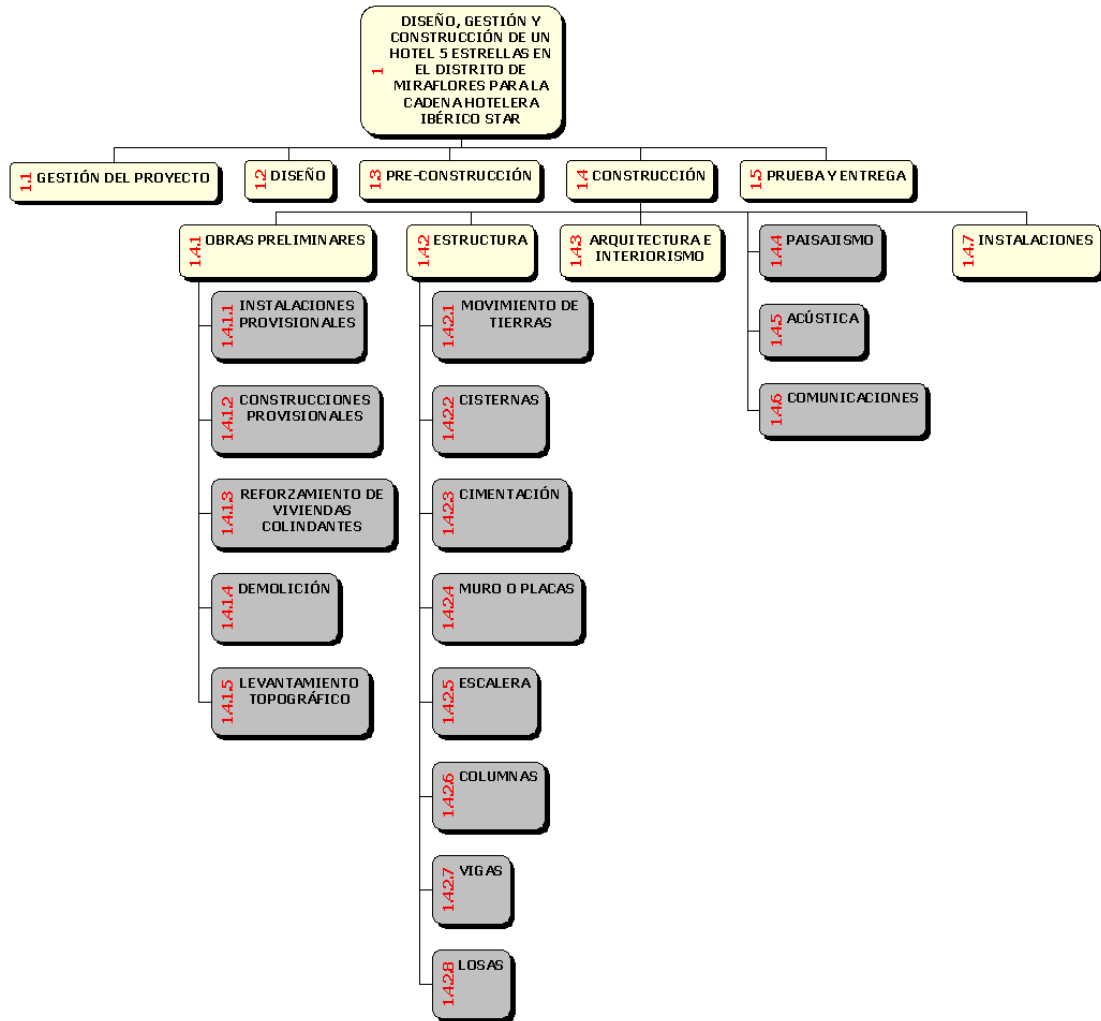 1
DISEÑO, GESTIÓN Y
CONSTRUCCIÓN DE UN
HOTEL 5 ESTRELLAS EN
EL DISTRITO DE
MIRAFLORES PARA LA
CADENA HOTELERA
IBÉRICO STAR
1.1 GESTIÓN DEL PROYECTO
1.2 DISEÑO
1.3 PRE-CONSTRUCCIÓN
1.4 CONSTRUCCIÓN
1.5 PRUEBA Y ENTREGA
1.4.1 OBRAS PRELIMINARES
1.4.2 ESTRUCTURA
1.4.3 ARQUITECTURA E
INTERIORISMO
1.4.4 PAISAJISMO
1.4.7 INSTALACIONES
1.4.1.1 INSTALACIONES
PROVISIONALES
1.4.1.2 CONSTRUCCIONES
PROVISIONALES
1.4.1.3 REFORZAMIENTO DE
VIVIENDAS
COLINDANTES
1.4.1.4 DEMOLICIÓN
1.4.1.5 LEVANTAMIENTO
TOPOGRÁFICO
1.4.2.1 MOVIMIENTO DE
TIERRAS
1.4.2.2 CISTERNAS
1.4.2.3 CIMENTACIÓN
1.4.2.4 MURO O PLACAS
1.4.2.5 ESCALERA
1.4.2.6 COLUMNAS
1.4.2.7 VIGAS
1.4.2.8 LOSAS
1.4.5 ACÚSTICA
1.4.6 COMUNICACIONES